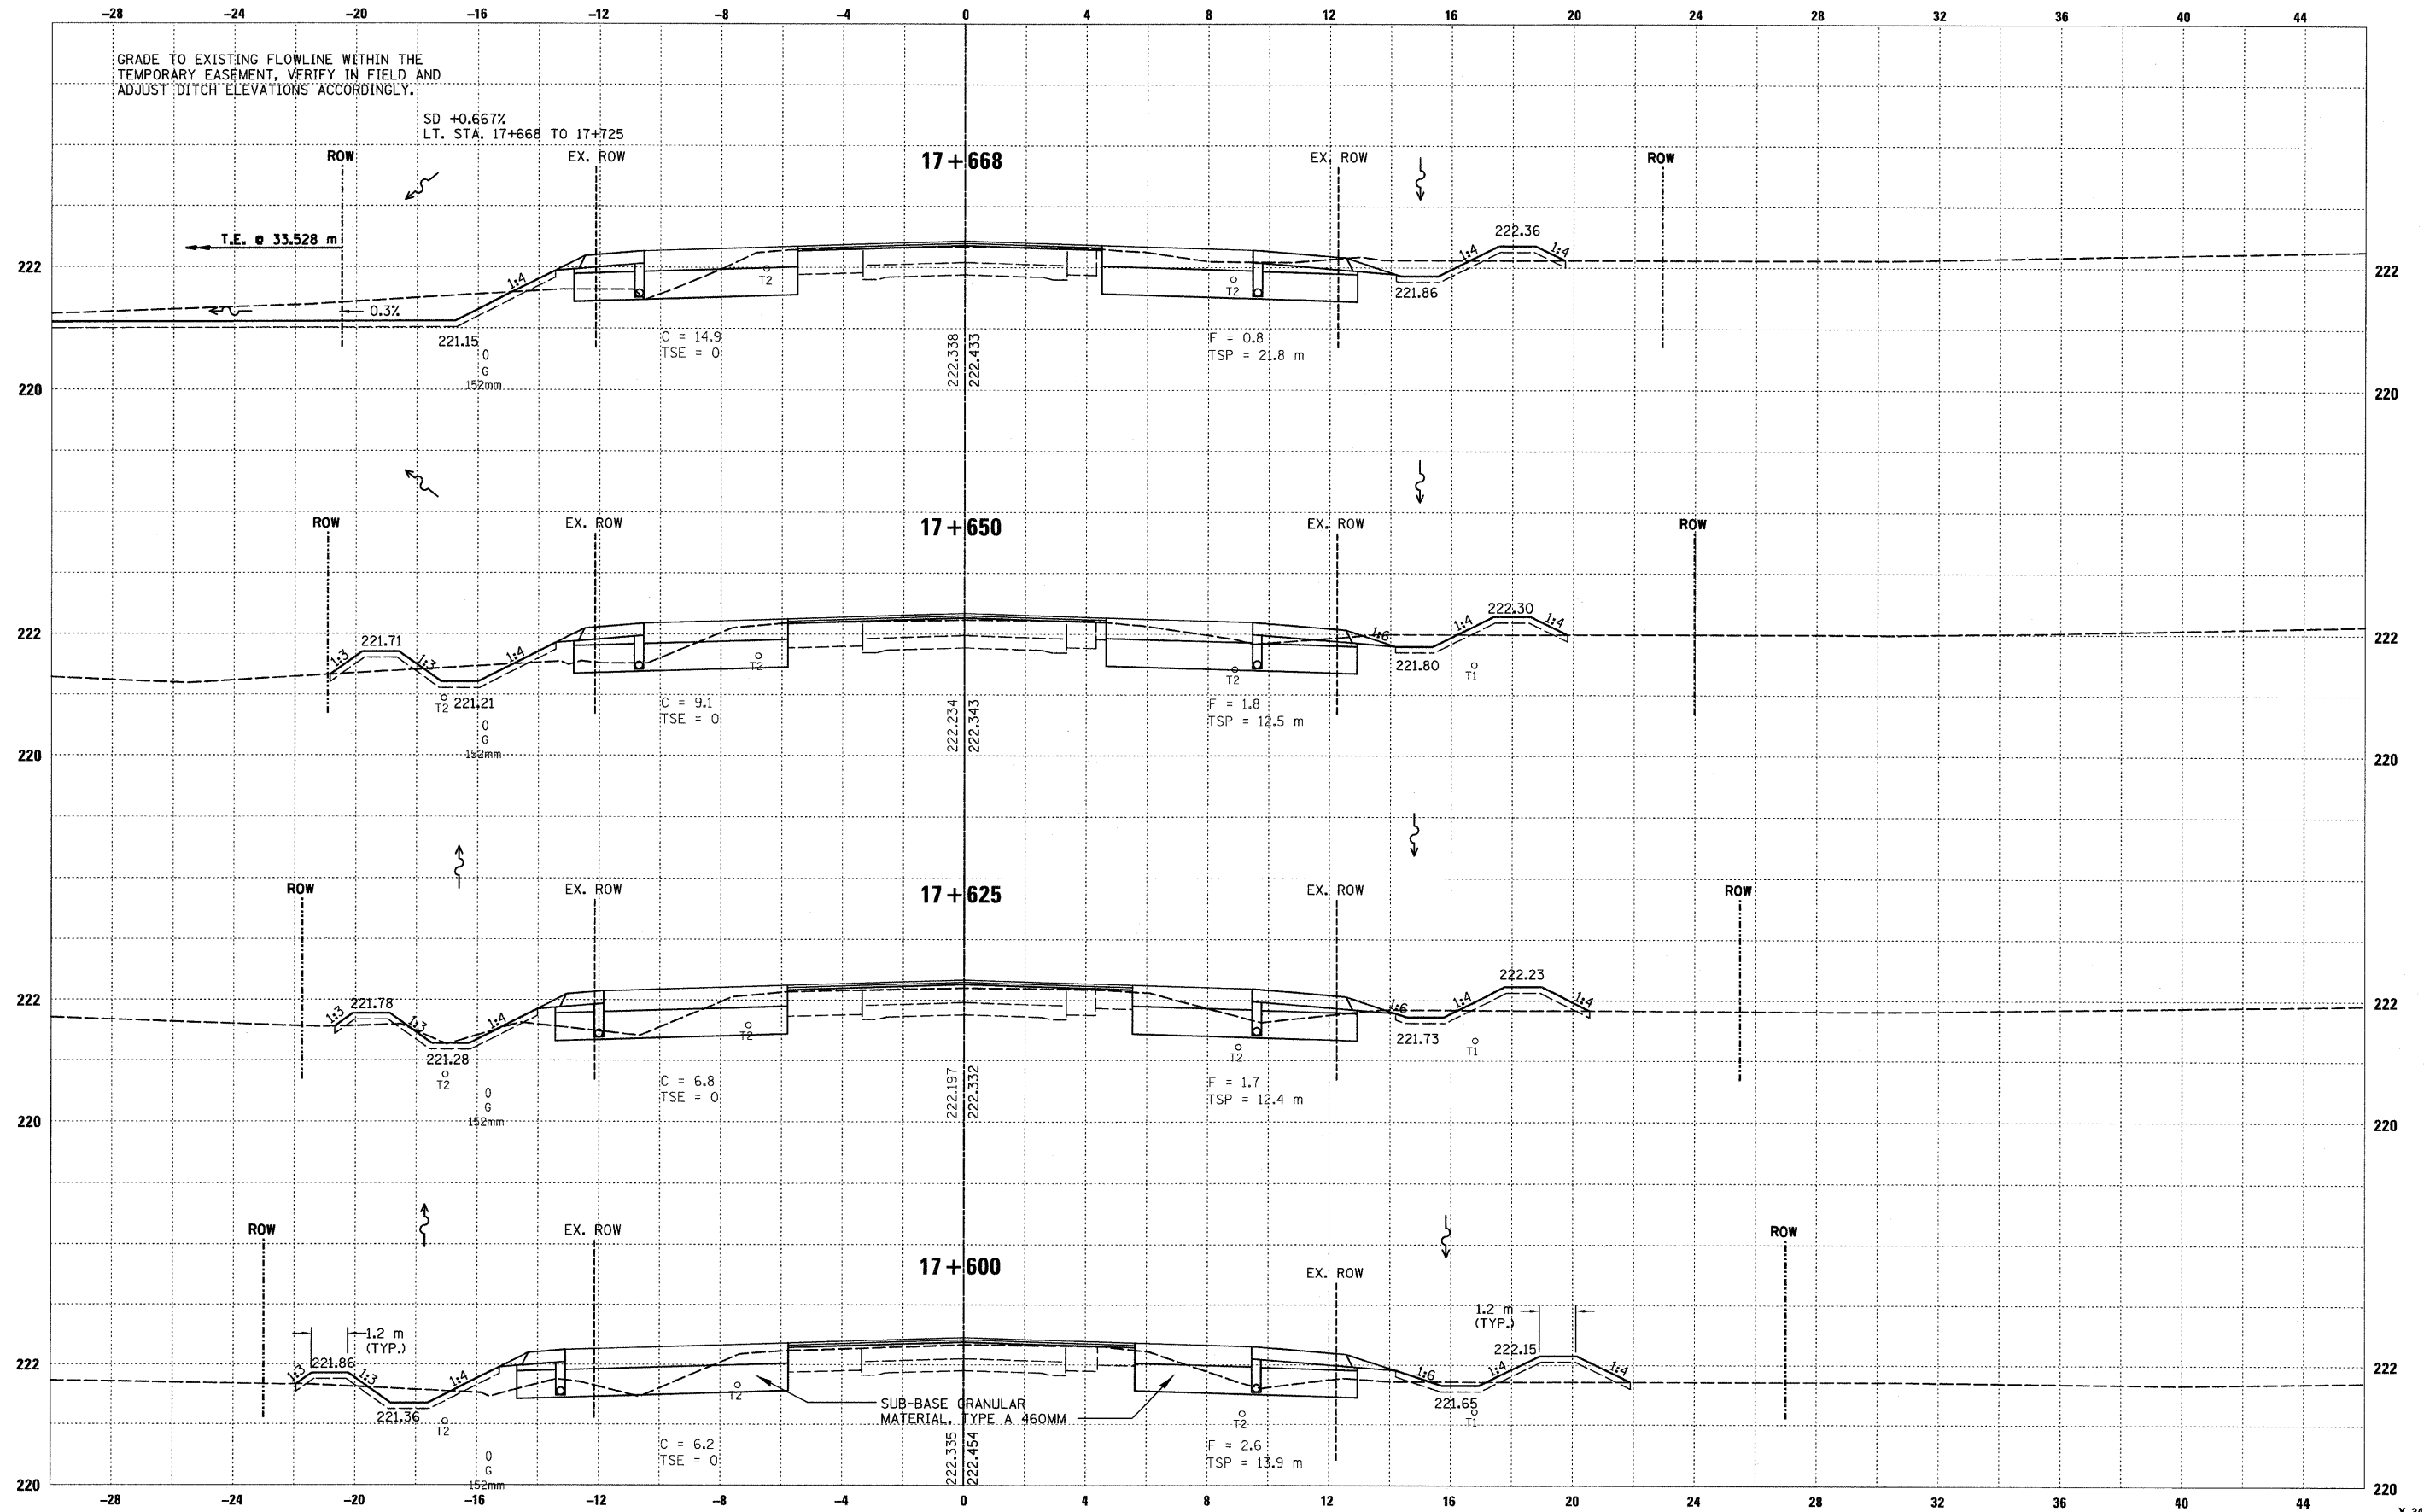 -28 -24 -20 -16 -12 -8 -4 0 4 8 12 16 20 24 28 32 36 40 44
GRADE TO EXISTING FLOWLINE WITHIN THE
TEMPORARY EASEMENT, VERIFY IN FIELD AND
ADJUST DITCH ELEVATIONS ACCORDINGLY.
SD +0.667%
LT. STA. 17+668 TO 17+725
ROW
EX. ROW
17+668
EX. ROW
ROW
T.E. @ 33.528 m
222.36
1:4
1:4
1:4
222
222
T2
T2
221.86
0.3%
221.15
O
G
152mm
C = 14.9
TSE = 0
222.338
222.433
F = 0.8
TSP = 21.8 m
220
220
ROW
EX. ROW
17+650
EX. ROW
ROW
221.71
222.30
1:3
1:3
1:4
1:6
1:4
1:4
222
222
T2
T2
221.80
T1
T2 221.21
O
G
152mm
C = 9.1
TSE = 0
222.234
222.343
F = 1.8
TSP = 12.5 m
220
220
ROW
EX. ROW
17+625
EX. ROW
ROW
221.78
222.23
1:3
1:3
1:4
1:6
1:4
1:4
222
222
T2
T2
221.73
T1
221.28
T2
O
G
152mm
C = 6.8
TSE = 0
222.197
222.332
F = 1.7
TSP = 12.4 m
220
220
ROW
EX. ROW
17+600
EX. ROW
ROW
1.2 m
(TYP.)
1.2 m
(TYP.)
221.86
222.15
1:3
1:3
1:4
1:6
1:4
1:4
222
222
T2
T2
221.65
T1
221.36
T2
SUB-BASE GRANULAR
MATERIAL, TYPE A 460MM
O
G
152mm
C = 6.2
TSE = 0
222.335
222.454
F = 2.6
TSP = 13.9 m
220
220
-28 -24 -20 -16 -12 -8 -4 0 4 8 12 16 20 24 28 32 36 40 44